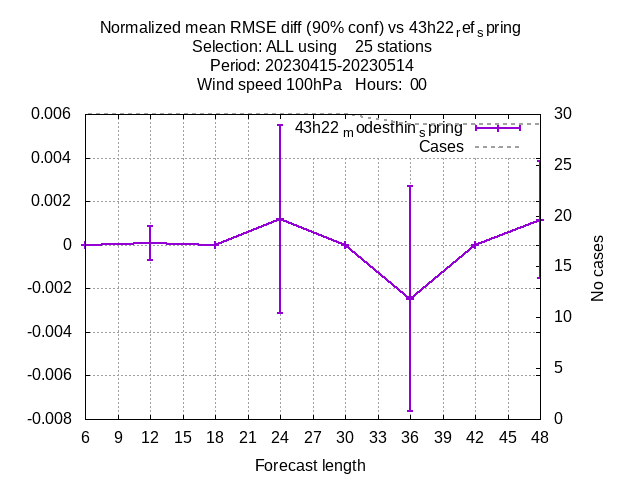 Normalized mean RMSE diff (90% conf) vs 43h22refspring
Selection: ALL using 25 stations
Period: 20230415-20230514
Wind speed 100hPa Hours: 00
0.006
0.004
0.002
0
-0.002
-0.004
-0.006
-0.008
43h22modesthinspring
Cases
30
25
20
15
10
5
0
No cases
6 9 12 15 18 21 24 27 30 33 36 39 42 45 48
Forecast length